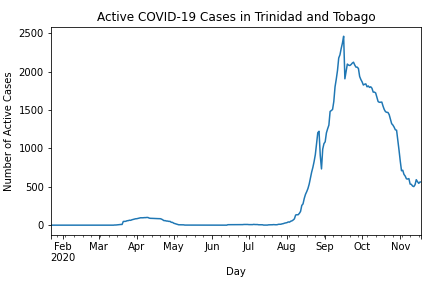 Active COVID-19 Cases in Trinidad and Tobago
2500
2000
1500
1000
500
0
Number of Active Cases
Feb Mar Apr May Jun Jul Aug Sep Oct Nov
2020
Day